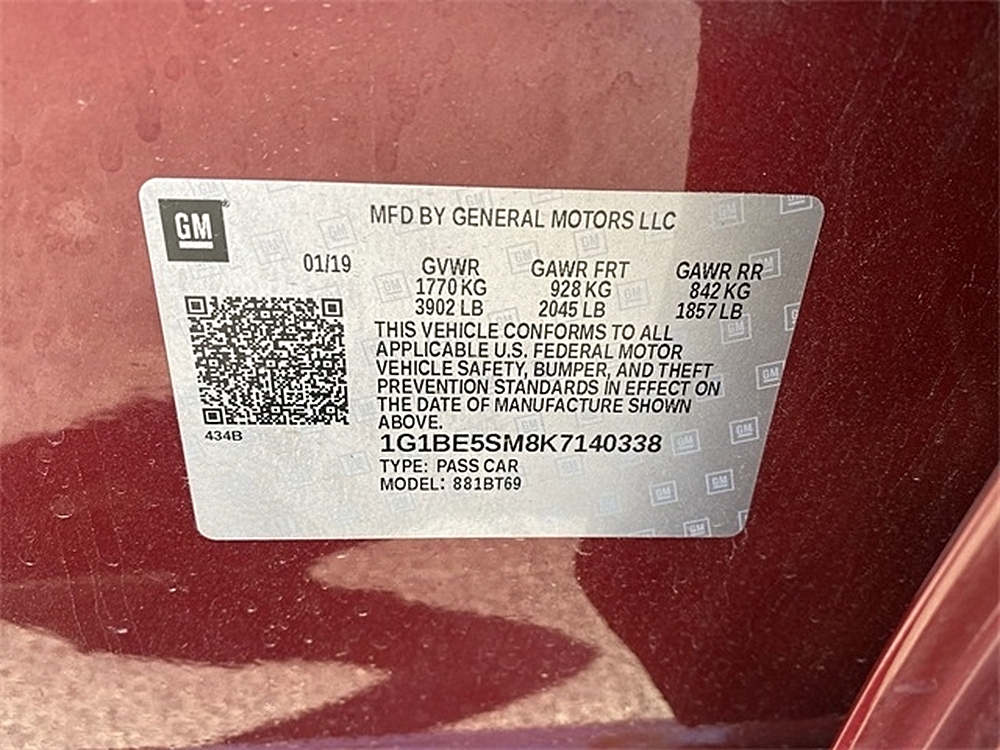 GM
MFD BY GENERAL MOTORS LLC
01/19
GVWR GAWR FRT GAWR RR
1770 KG 928 KG 842 KG
3902 LB 2045 LB 1857 LB
THIS VEHICLE CONFORMS TO ALL
APPLICABLE U.S. FEDERAL MOTOR
VEHICLE SAFETY, BUMPER, AND THEFT
PREVENTION STANDARDS IN EFFECT ON
THE DATE OF MANUFACTURE SHOWN
ABOVE.
434B
1G1BE5SM8K7140338
TYPE: PASS CAR
MODEL: 881BT69